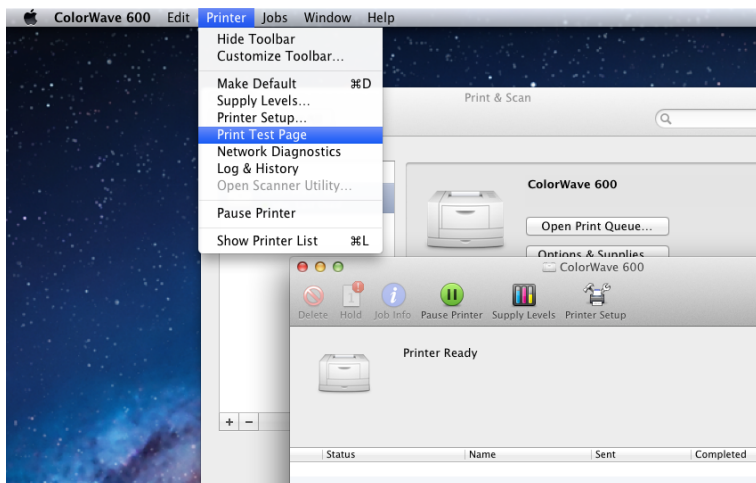 ColorWave 600 Edit Printer Jobs Window Help
Hide Toolbar
Customize Toolbar...
Make Default ⌘D
Supply Levels...
Printer Setup...
Print Test Page
Network Diagnostics
Log & History
Open Scanner Utility...
Pause Printer
Show Printer List ⌘L
Print & Scan
ColorWave 600
Open Print Queue...
Options & Supplies
ColorWave 600
Delete Hold Job Info Pause Printer Supply Levels Printer Setup
Printer Ready
Status Name Sent Completed